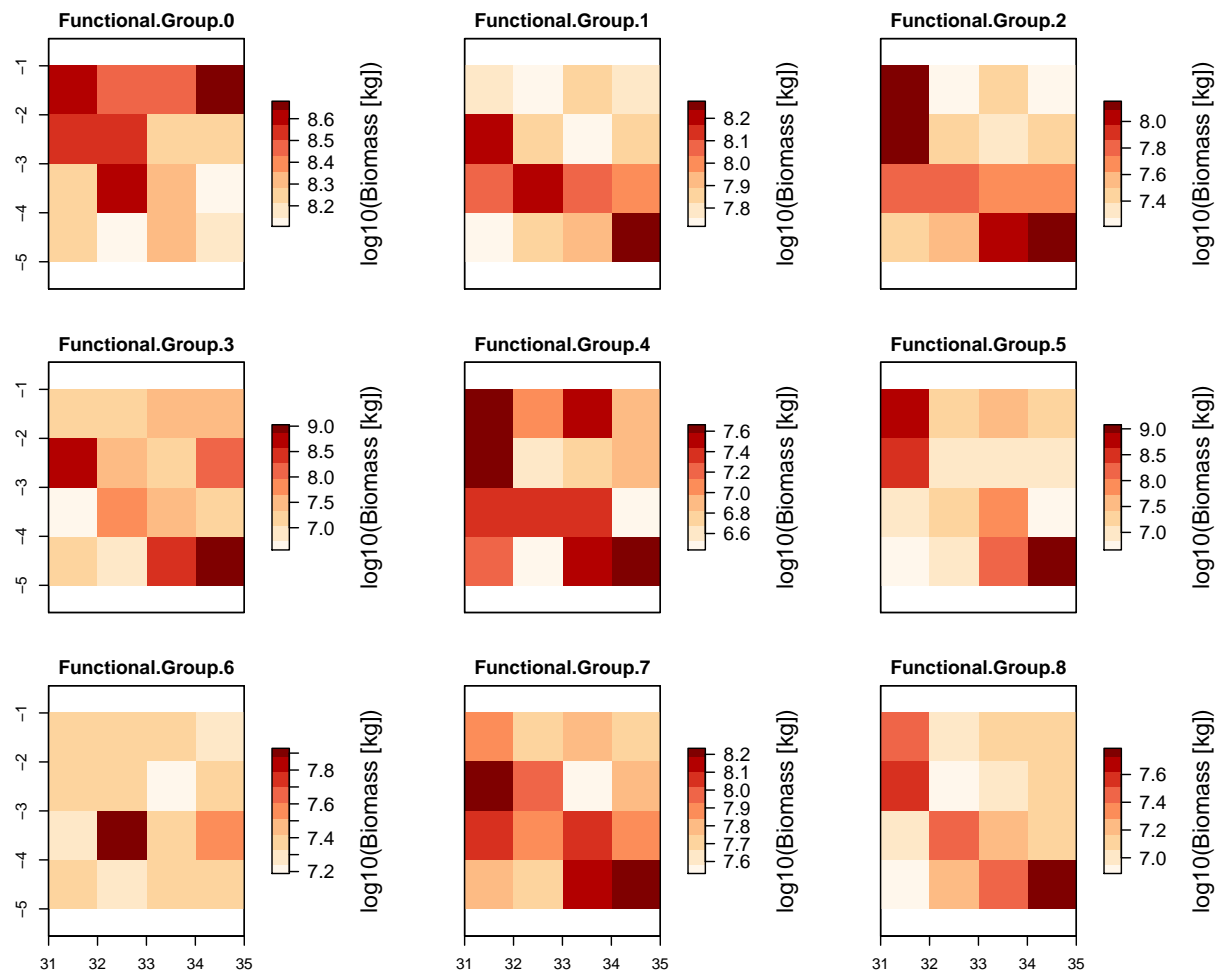 Functional.Group.0
Functional.Group.1
Functional.Group.2
−1
−2
−3
−4
−5
31 32 33 34 35
8.6
8.5
8.4
8.3
8.2
log10(Biomass [kg])
8.2
8.1
8.0
7.9
7.8
log10(Biomass [kg])
8.0
7.8
7.6
7.4
log10(Biomass [kg])
Functional.Group.3
Functional.Group.4
Functional.Group.5
−1
−2
−3
−4
−5
9.0
8.5
8.0
7.5
7.0
log10(Biomass [kg])
7.6
7.4
7.2
7.0
6.8
6.6
log10(Biomass [kg])
9.0
8.5
8.0
7.5
7.0
log10(Biomass [kg])
Functional.Group.6
Functional.Group.7
Functional.Group.8
−1
−2
−3
−4
−5
7.8
7.6
7.4
7.2
log10(Biomass [kg])
8.2
8.1
8.0
7.9
7.8
7.7
7.6
log10(Biomass [kg])
7.6
7.4
7.2
7.0
log10(Biomass [kg])
31 32 33 34 35
31 32 33 34 35
31 32 33 34 35